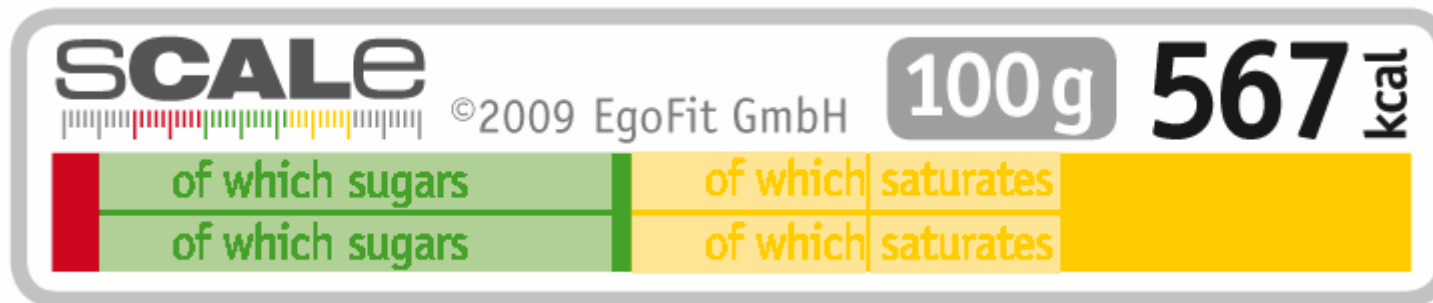 sCALe ©2009 EgoFit GmbH 100 g 567 kcal
of which sugars of which saturates
of which sugars of which saturates